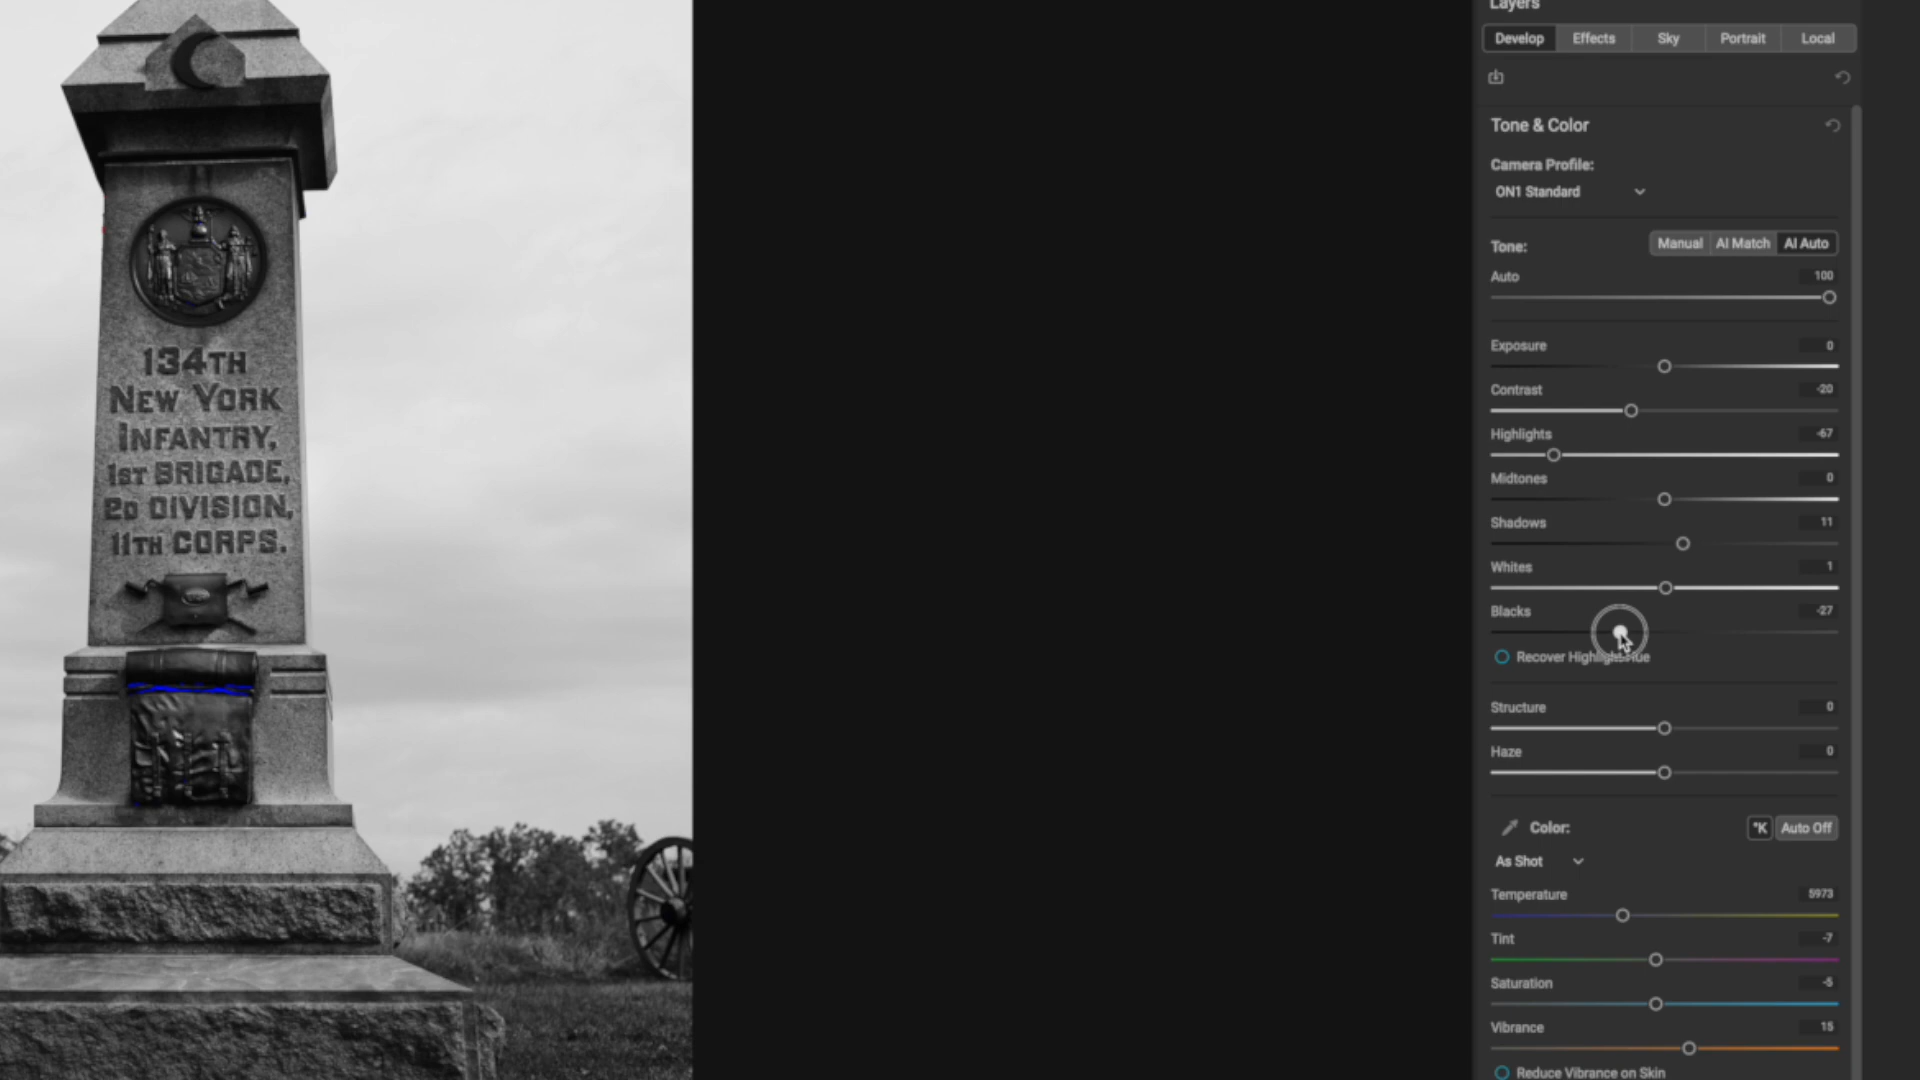 Layers
Develop Effects Sky Portrait Local
Tone & Color
Camera Profile:
ON1 Standard
Tone: Manual AI Match AI Auto
Auto 100
Exposure 0
Contrast -20
Highlights -67
Midtones 0
Shadows 11
Whites 1
Blacks -27
Recover Highlight Hue
Structure 0
Haze 0
Color: °K Auto Off
As Shot
Temperature 5973
Tint -7
Saturation -5
Vibrance 15
Reduce Vibrance on Skin
134TH
NEW YORK
INFANTRY,
1ST BRIGADE,
2D DIVISION,
11TH CORPS.